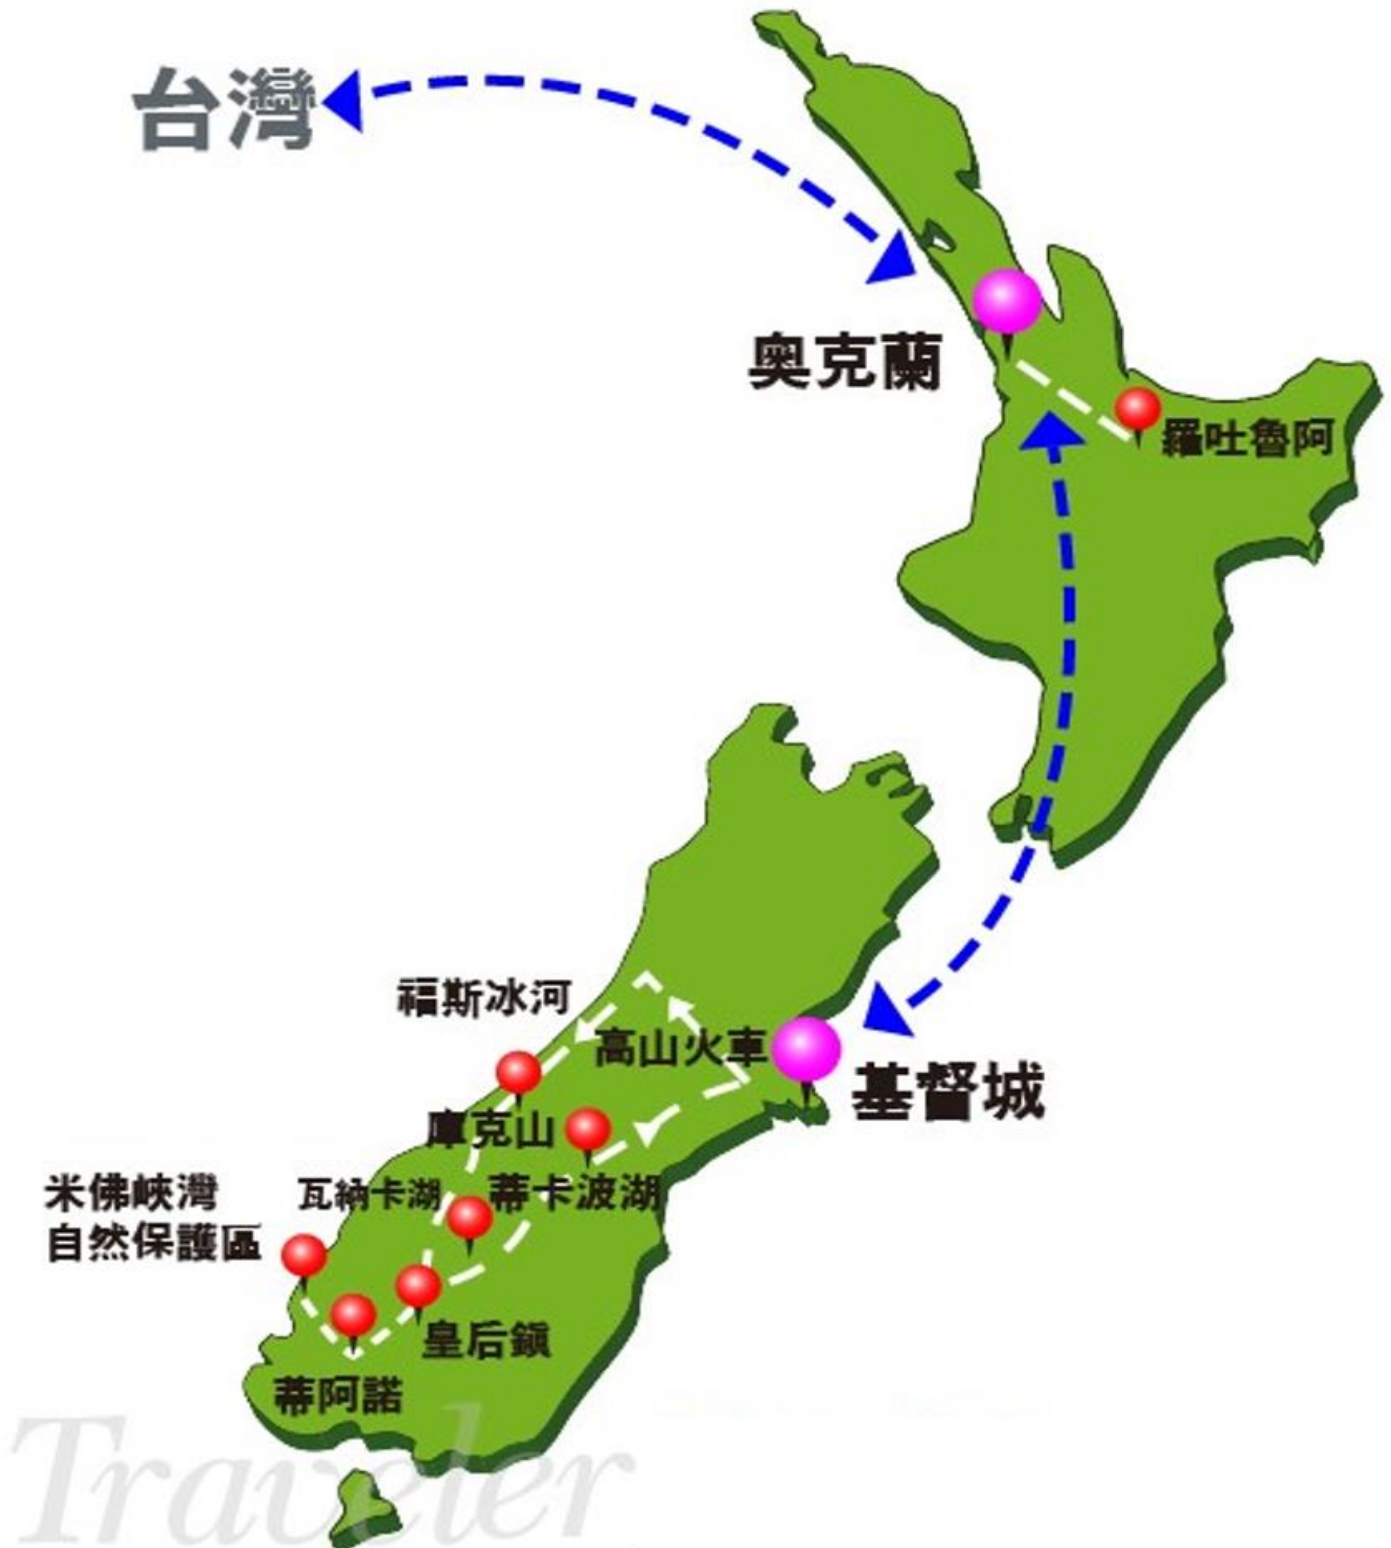 台灣
奧克蘭
羅吐魯阿
福斯冰河
高山火車
基督城
庫克山
米佛峽灣
自然保護區
瓦納卡湖
蒂卡波湖
皇后鎮
蒂阿諾
Traveler